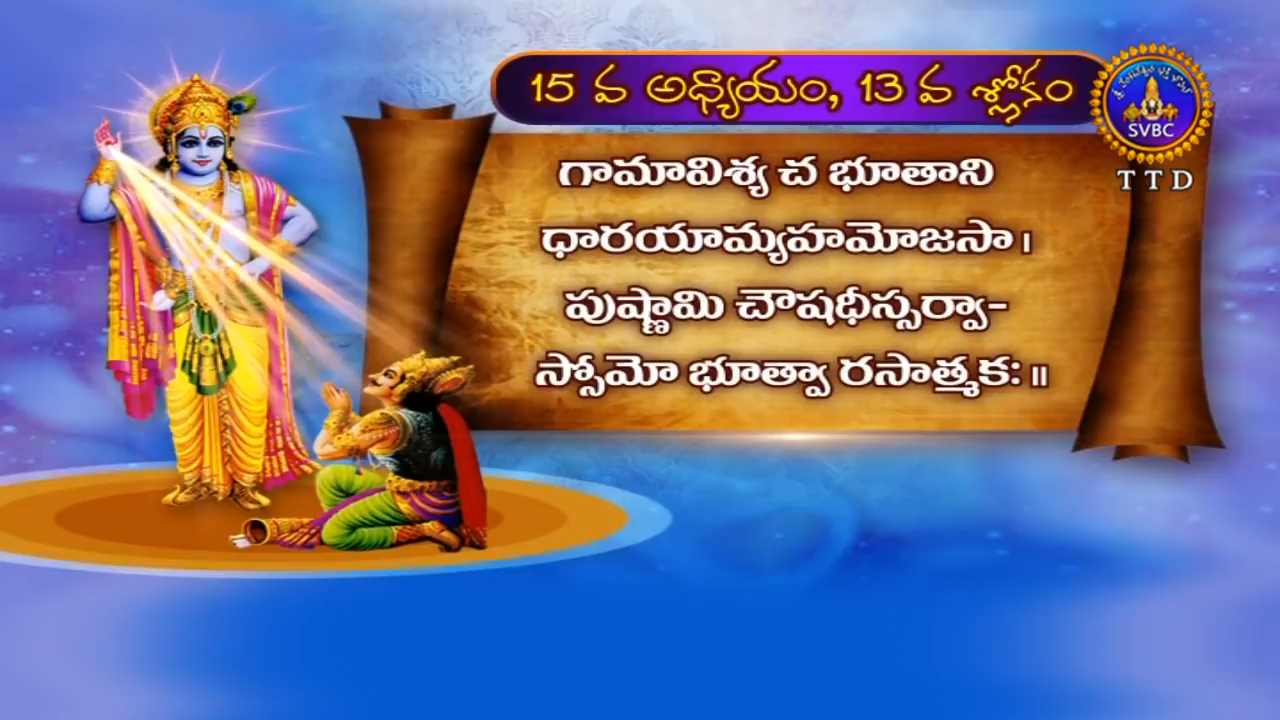 15 వ అధ్యాయం, 13 వ శ్లోకం
గామావిశ్య చ భూతాని
ధారయామ్యహమోజసా ।
పుష్ణామి చౌషధీస్సర్వా-
స్సోమో భూత్వా రసాత్మకః ॥
SVBC
TTD